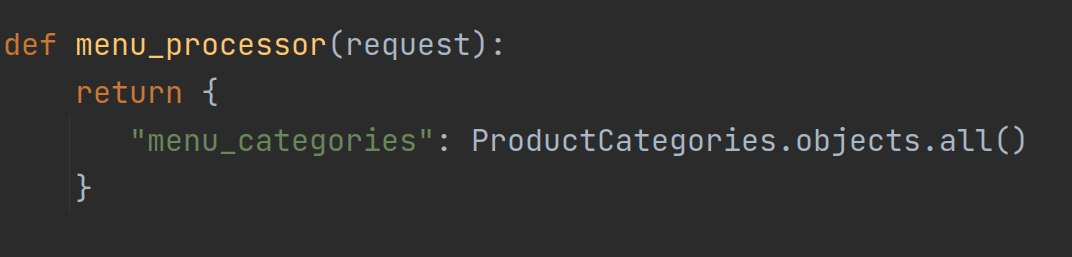 def menu_processor(request):
    return {
       "menu_categories": ProductCategories.objects.all()
    }